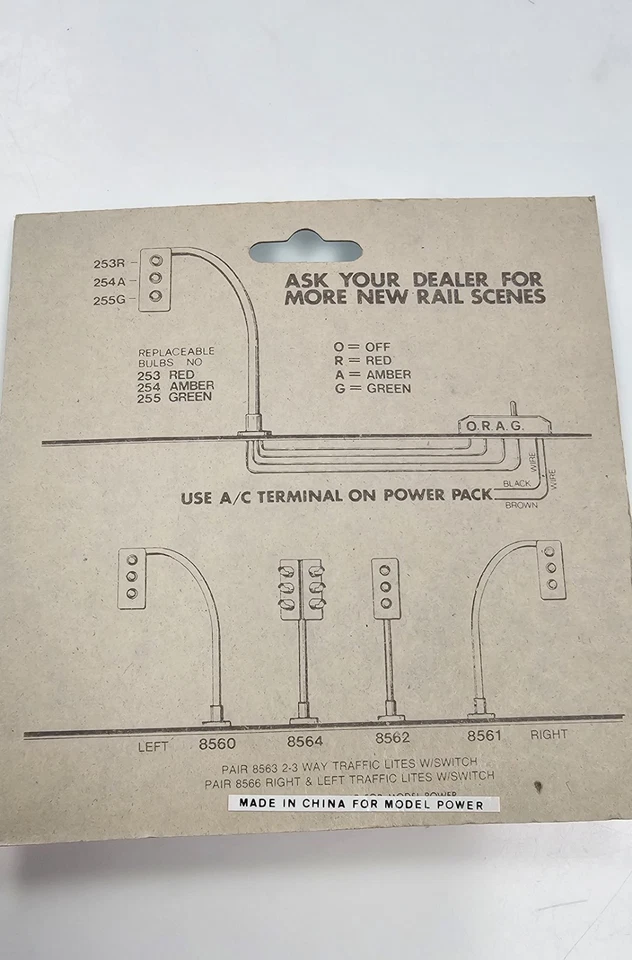 253R
254A
255G
ASK YOUR DEALER FOR
MORE NEW RAIL SCENES
REPLACEABLE
BULBS NO
253 RED
254 AMBER
255 GREEN
O = OFF
R = RED
A = AMBER
G = GREEN
O.R.A.G.
WIRE
WIRE
BLACK
USE A/C TERMINAL ON POWER PACK
BROWN
LEFT 8560 8564 8562 8561 RIGHT
PAIR 8563 2-3 WAY TRAFFIC LITES W/SWITCH
PAIR 8566 RIGHT & LEFT TRAFFIC LITES W/SWITCH
FOR MODEL POWER
MADE IN CHINA FOR MODEL POWER